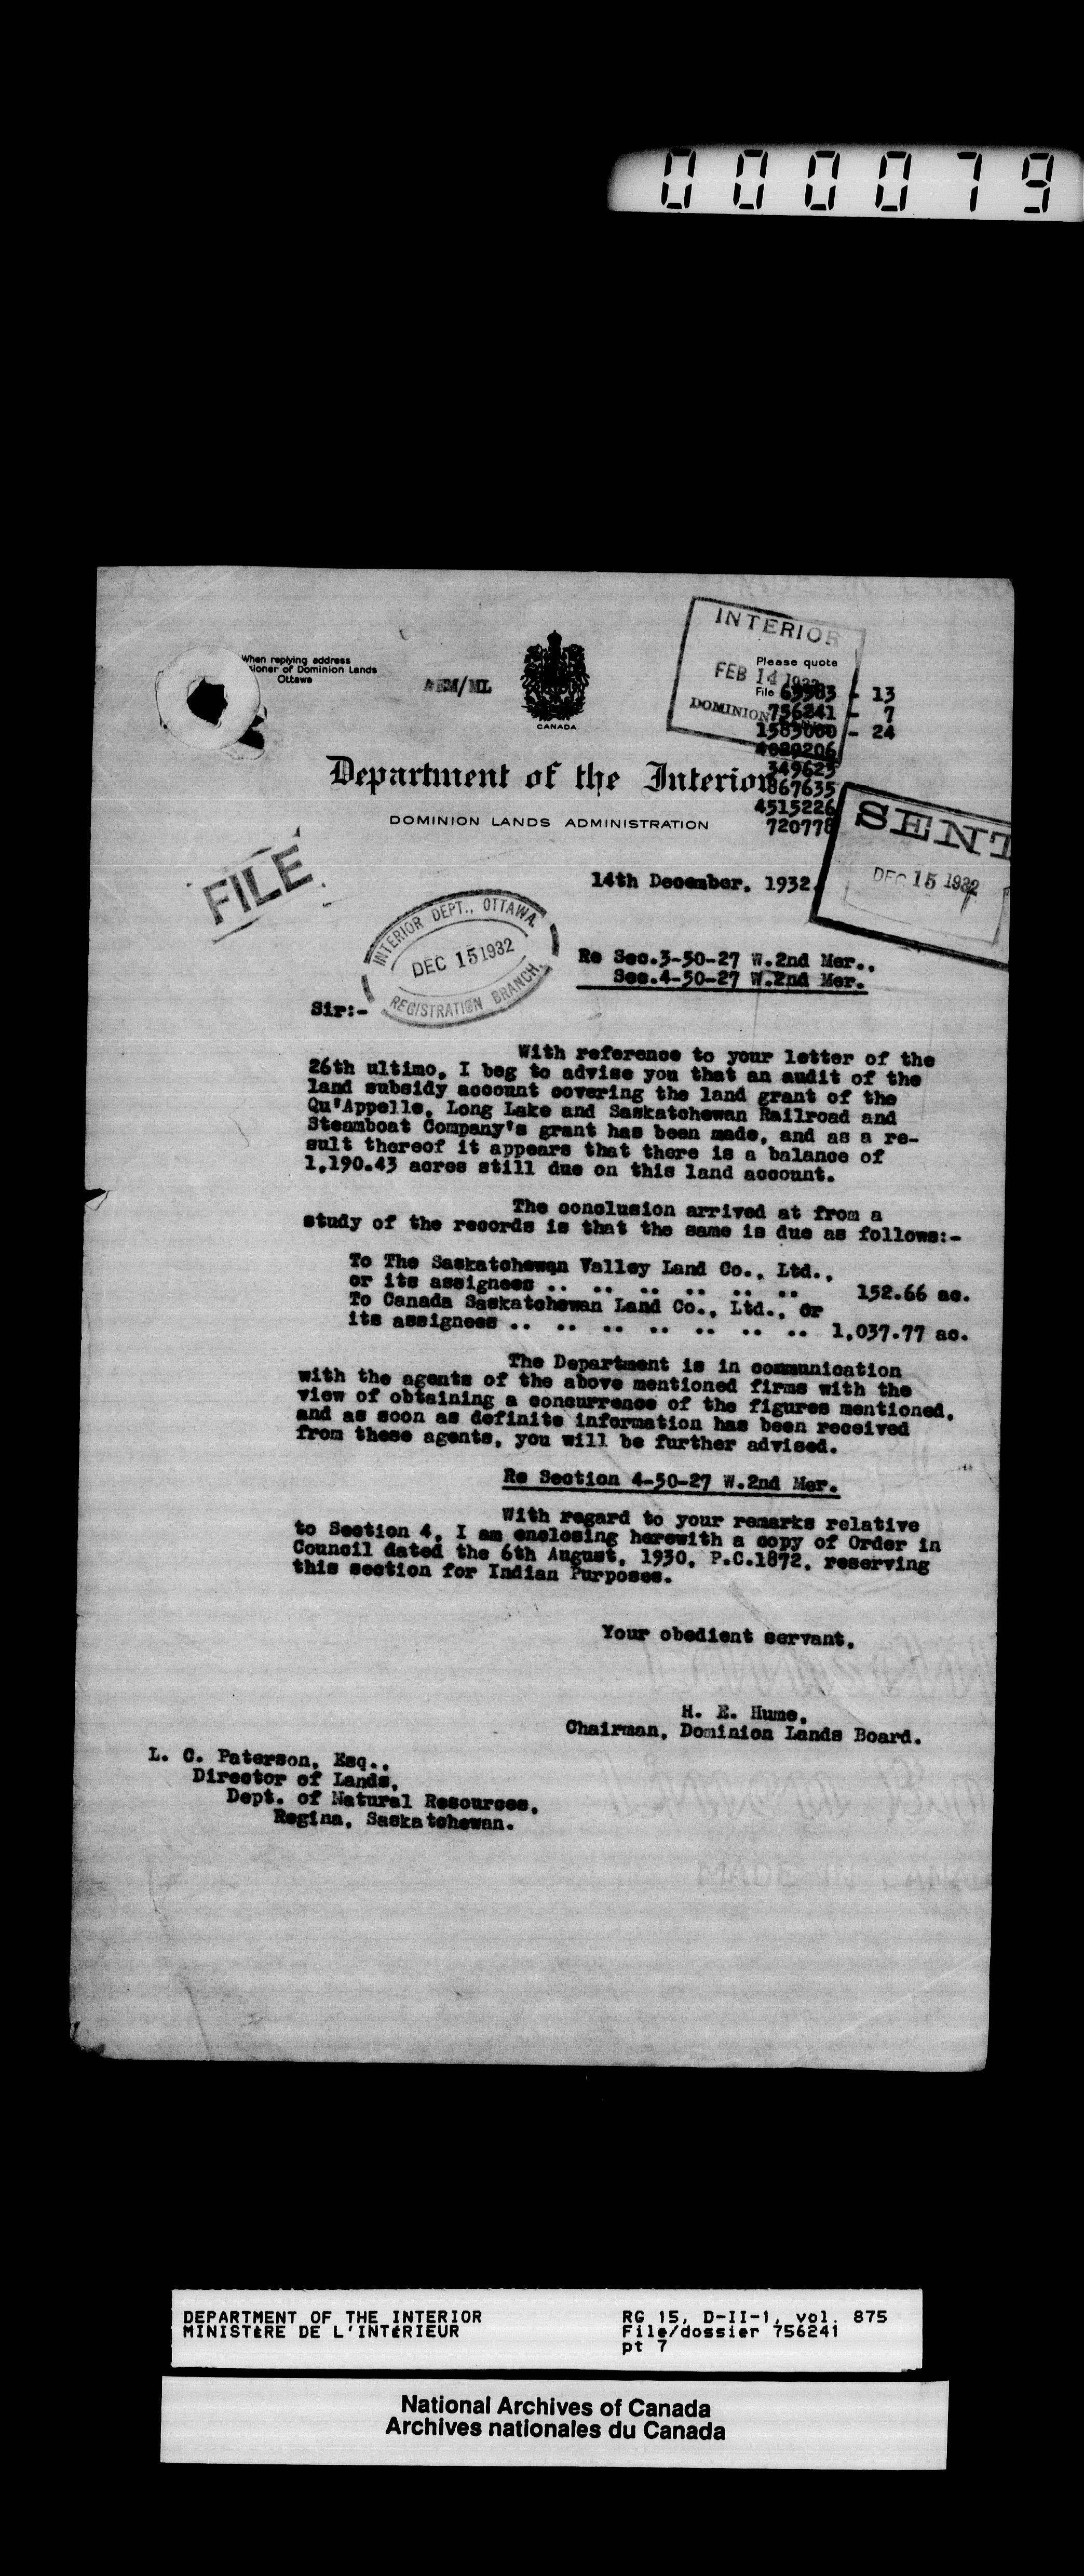 000079
INTERIOR
When replying address
sioner of Dominion Lands
Ottawa
/ML
CANADA
Please quote
FEB 14
File 69983 - 13
DOMINION
756241 - 7
1585060 - 24
4020206
349623
867635
4515226
720778
Department of the Interior
DOMINION LANDS ADMINISTRATION
SENT
DEC 15 1932
FILE
14th December, 1932.
INTERIOR DEPT., OTTAWA.
DEC 15 1932
REGISTRATION BRANCH
Re Sec.3-50-27 W.2nd Mer.,
Sec.4-50-27 W.2nd Mer.
Sir:-
With reference to your letter of the
26th ultimo, I beg to advise you that an audit of the
land subsidy account covering the land grant of the
Qu'Appelle, Long Lake and Saskatchewan Railroad and
Steamboat Company's grant has been made, and as a re-
sult thereof it appears that there is a balance of
1,190.43 acres still due on this land account.
The conclusion arrived at from a
study of the records is that the same is due as follows:-
To The Saskatchewan Valley Land Co., Ltd.,
or its assignees .. .. .. .. .. .. 152.66 ac.
To Canada Saskatchewan Land Co., Ltd., or
its assignees .. .. .. .. .. .. .. 1,037.77 ac.
The Department is in communication
with the agents of the above mentioned firms with the
view of obtaining a concurrence of the figures mentioned,
and as soon as definite information has been received
from these agents, you will be further advised.
Re Section 4-50-27 W.2nd Mer.
With regard to your remarks relative
to Section 4, I am enclosing herewith a copy of Order in
Council dated the 6th August, 1930, P.C.1872, reserving
this section for Indian Purposes.
Your obedient servant,
H. E. Hume,
Chairman, Dominion Lands Board.
L. C. Paterson, Esq.,
Director of Lands,
Dept. of Natural Resources,
Regina, Saskatchewan.
MADE IN CANADA
DEPARTMENT OF THE INTERIOR
MINISTÈRE DE L'INTÉRIEUR
RG 15, D-II-1, vol. 875
File/dossier 756241
pt 7
National Archives of Canada
Archives nationales du Canada